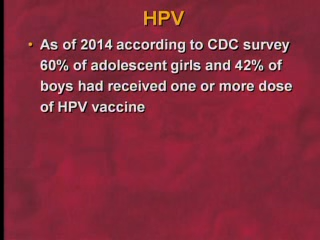 HPV
• As of 2014 according to CDC survey
60% of adolescent girls and 42% of
boys had received one or more dose
of HPV vaccine